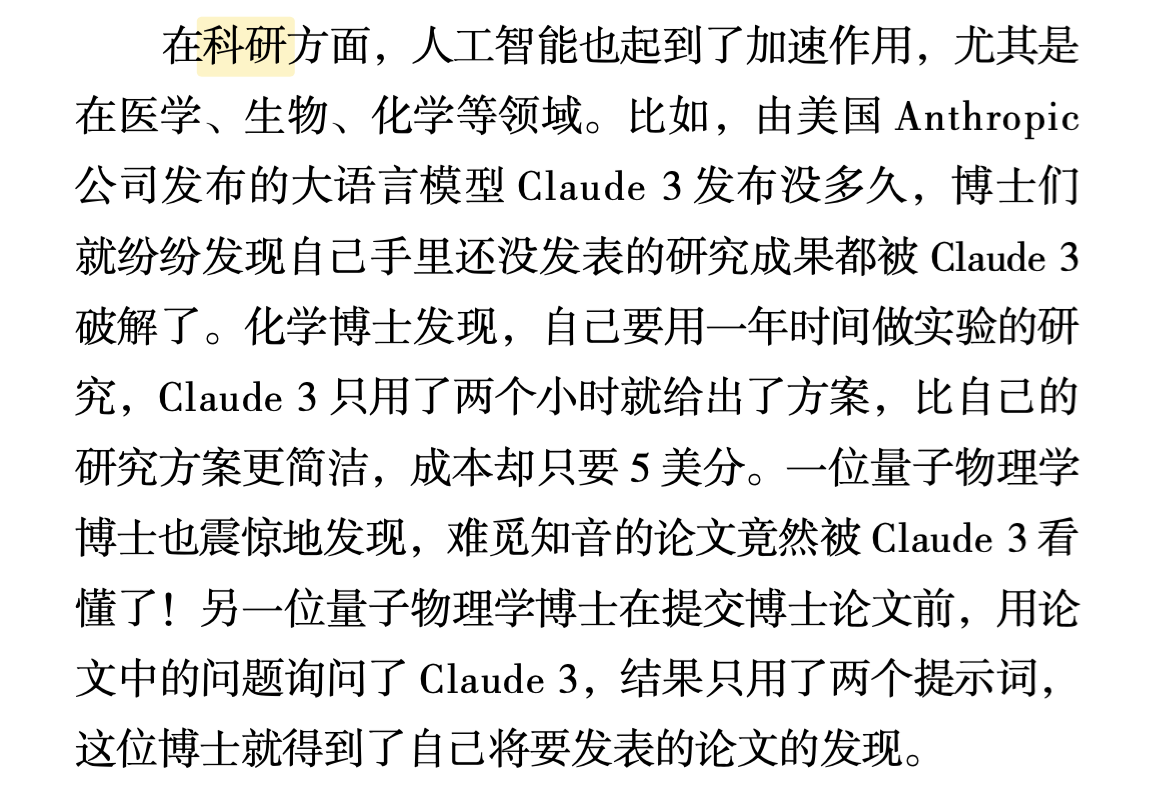 在科研方面，人工智能也起到了加速作用，尤其是
在医学、生物、化学等领域。比如，由美国 Anthropic
公司发布的大语言模型 Claude 3 发布没多久，博士们
就纷纷发现自己手里还没发表的研究成果都被 Claude 3
破解了。化学博士发现，自己要用一年时间做实验的研
究，Claude 3 只用了两个小时就给出了方案，比自己的
研究方案更简洁，成本却只要 5 美分。一位量子物理学
博士也震惊地发现，难觅知音的论文竟然被 Claude 3 看
懂了！另一位量子物理学博士在提交博士论文前，用论
文中的问题询问了 Claude 3，结果只用了两个提示词，
这位博士就得到了自己将要发表的论文的发现。